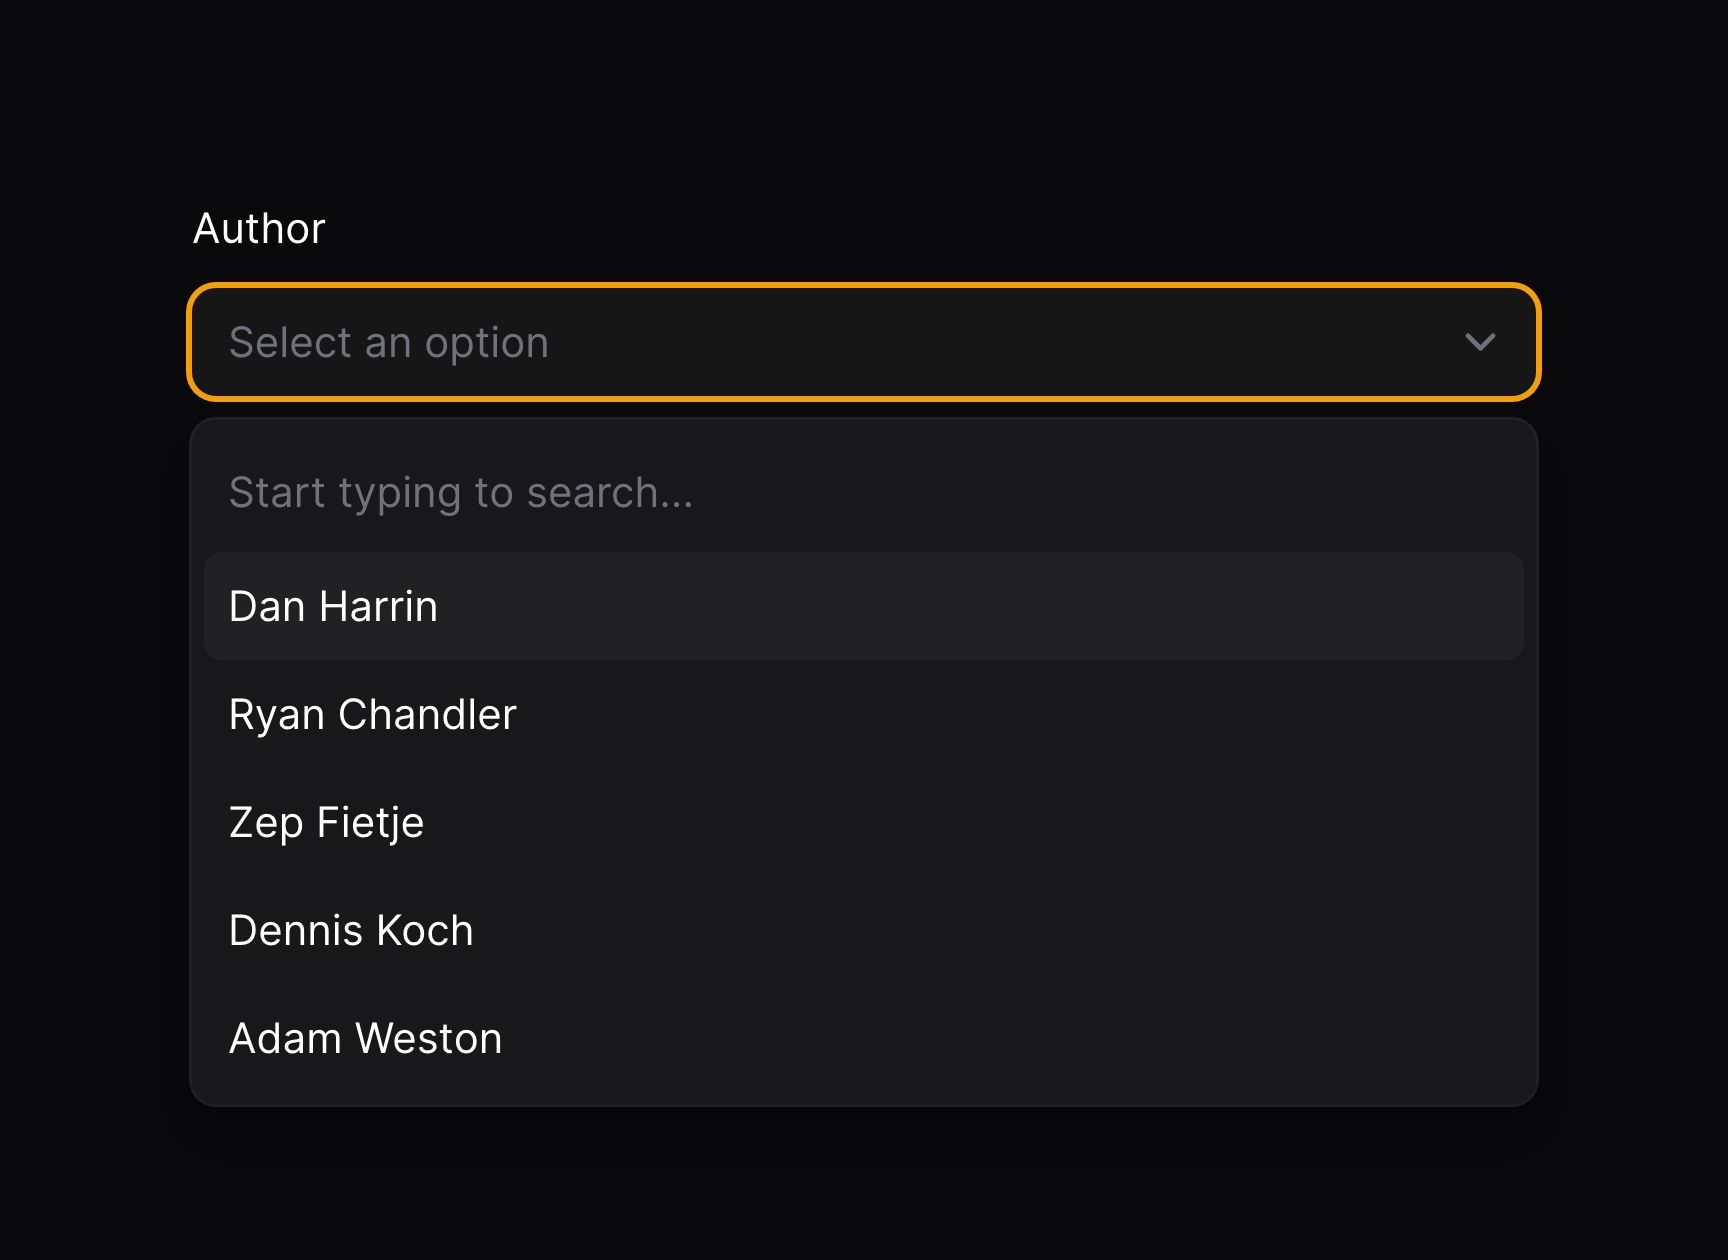 Author
Select an option
Start typing to search...
Dan Harrin
Ryan Chandler
Zep Fietje
Dennis Koch
Adam Weston